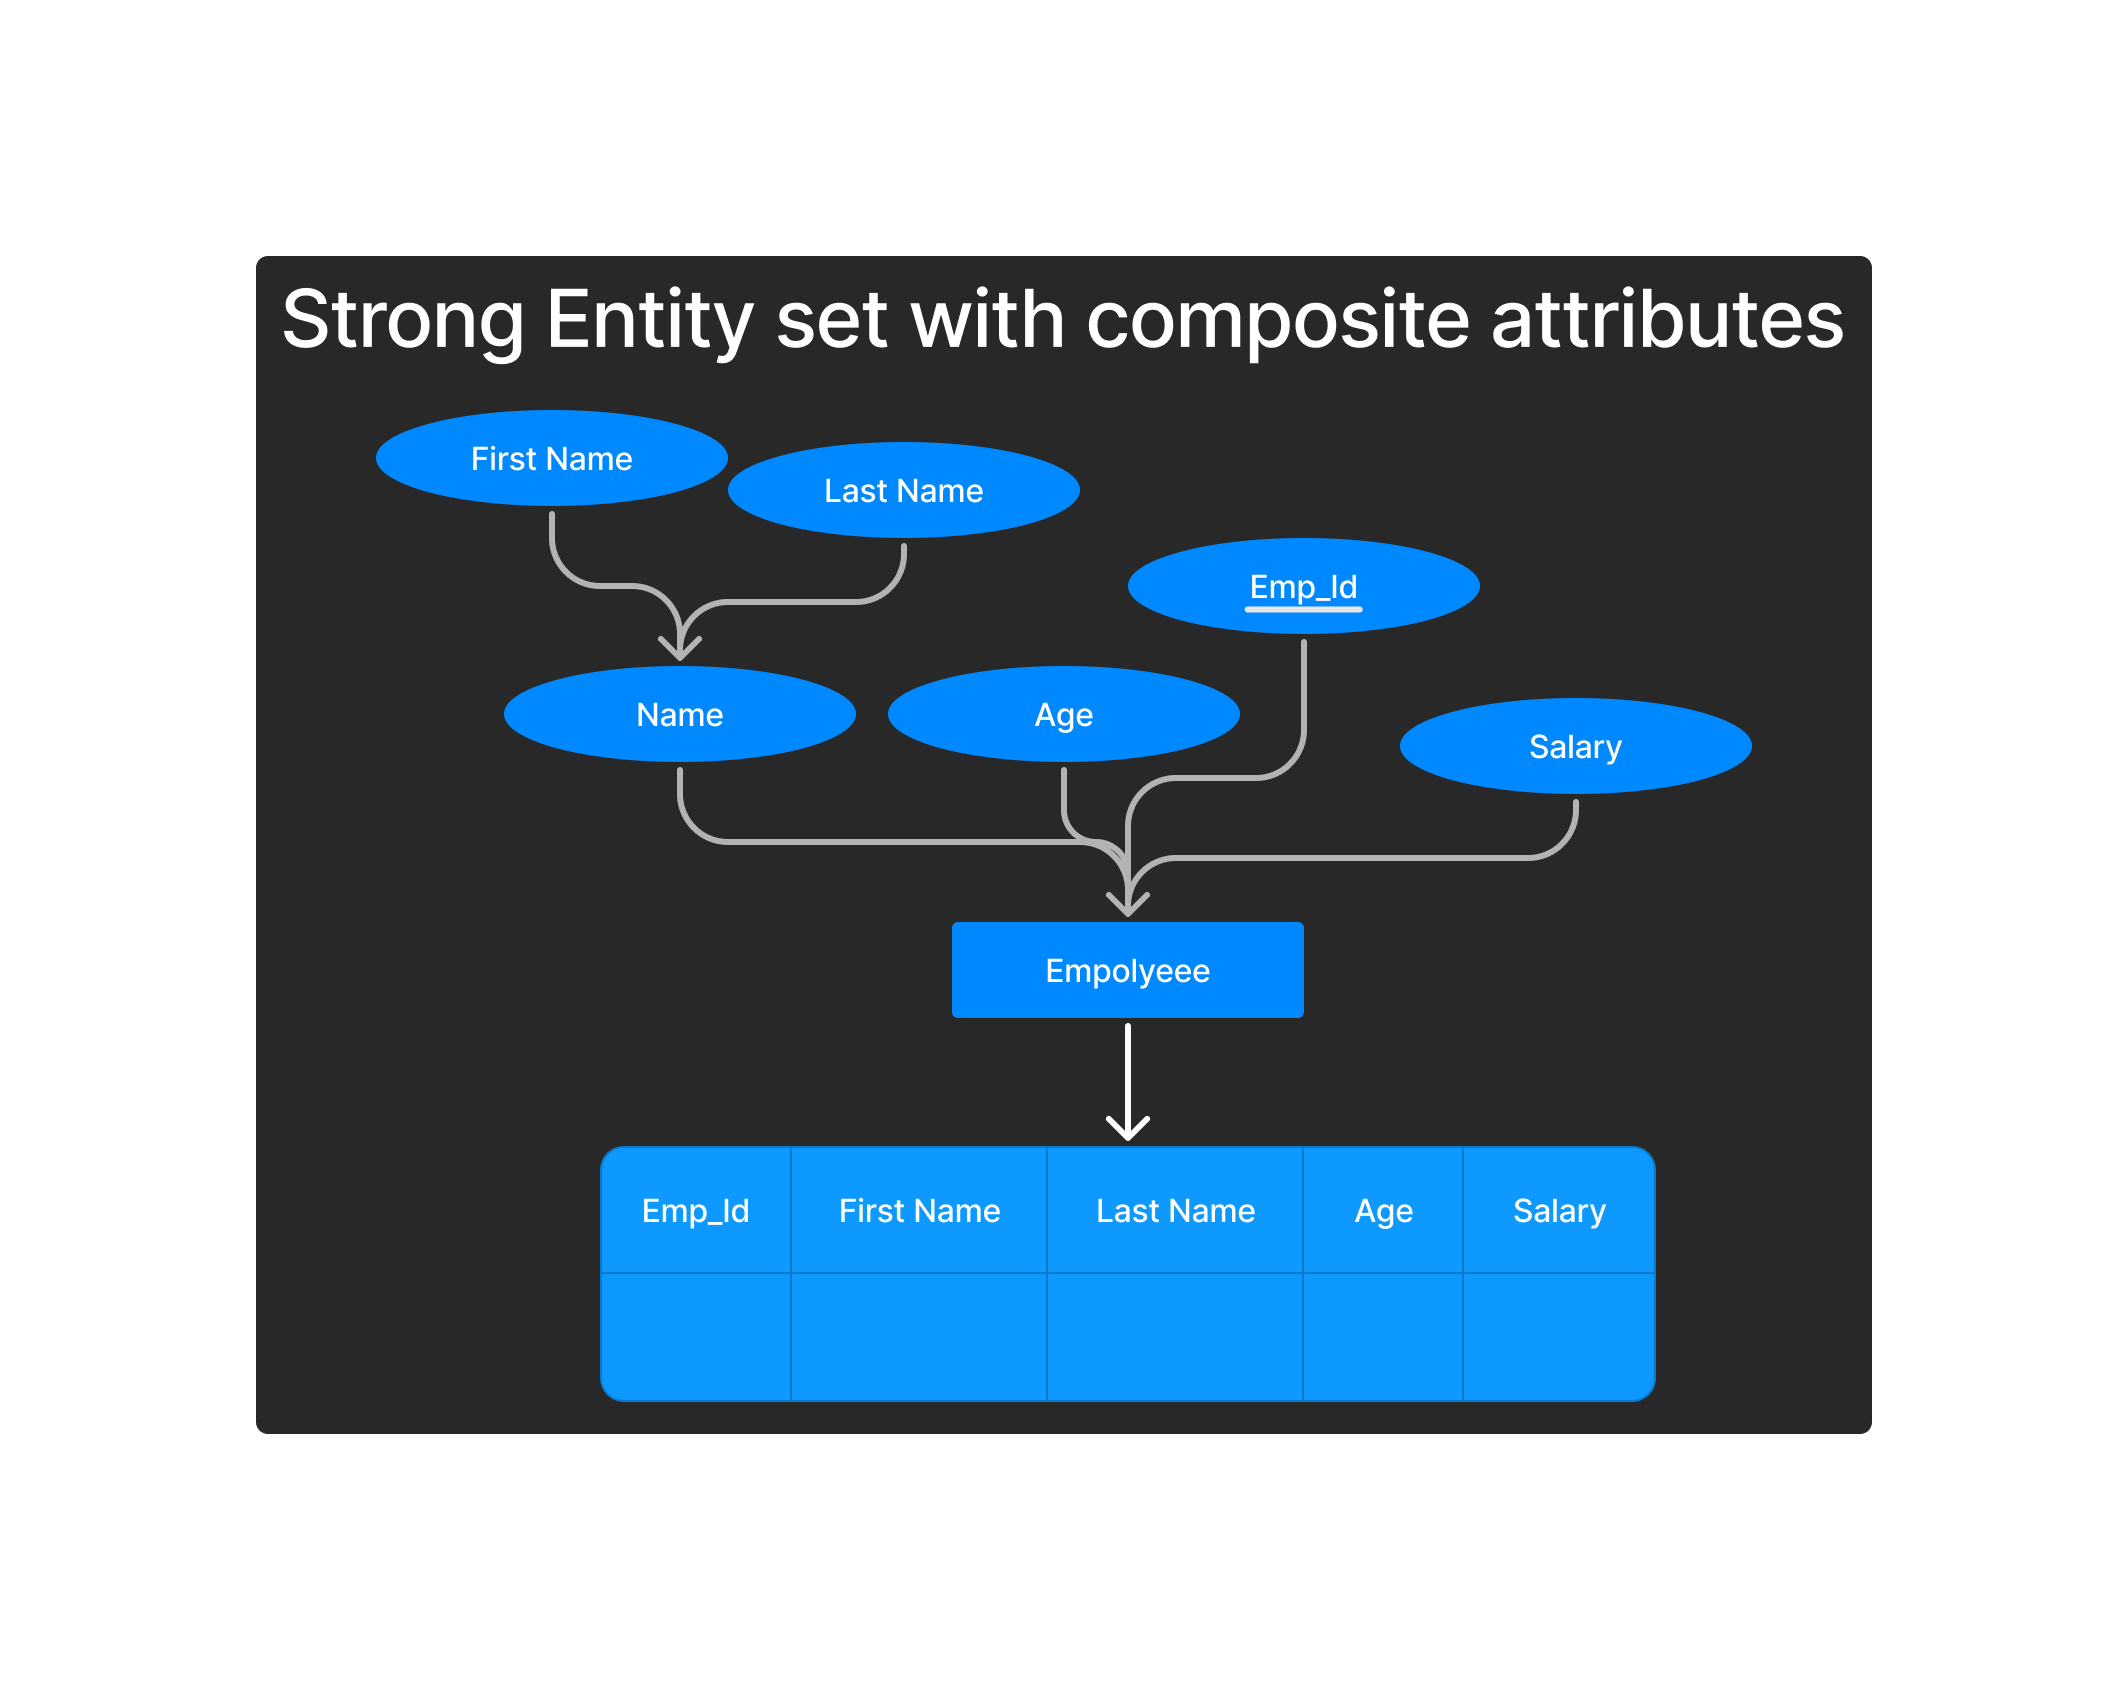 Strong Entity set with composite attributes
First Name
Last Name
Emp_Id
Name
Age
Salary
Empolyeee
Emp_Id First Name Last Name Age Salary